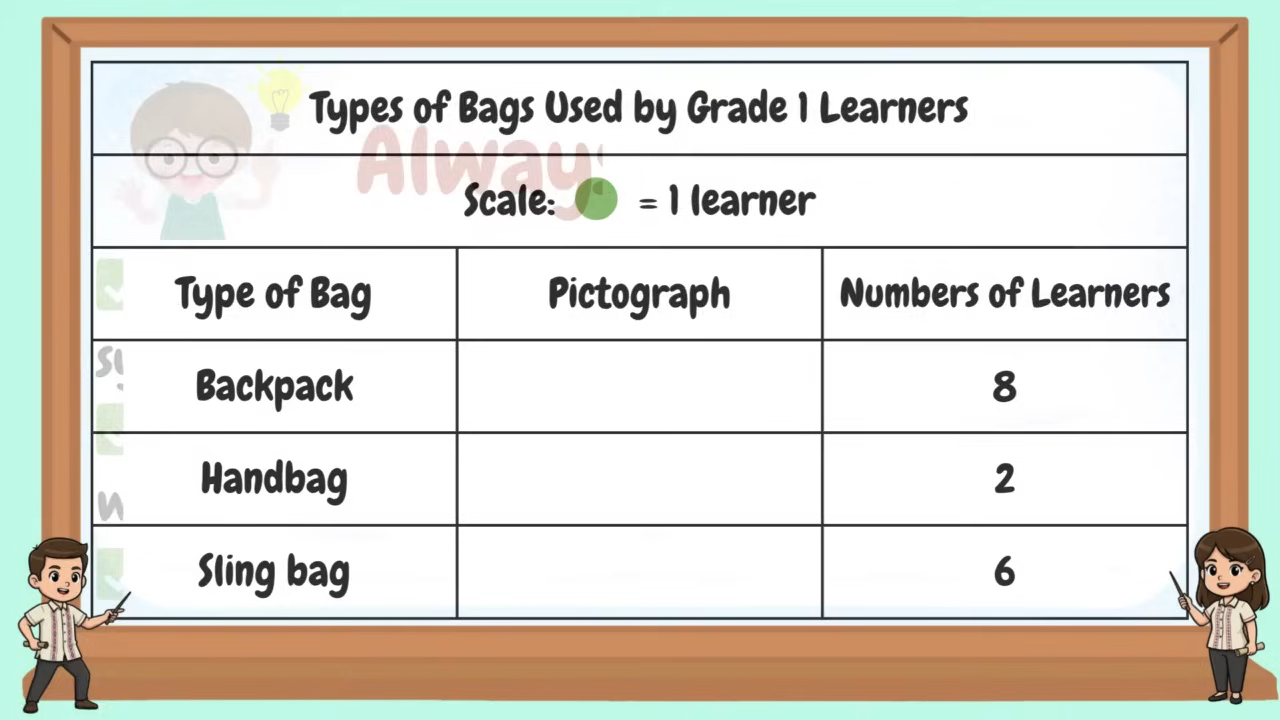 Types of Bags Used by Grade 1 Learners
Alway
Scale: = 1 learner
Type of Bag Pictograph Numbers of Learners
Backpack 8
Handbag 2
Sling bag 6